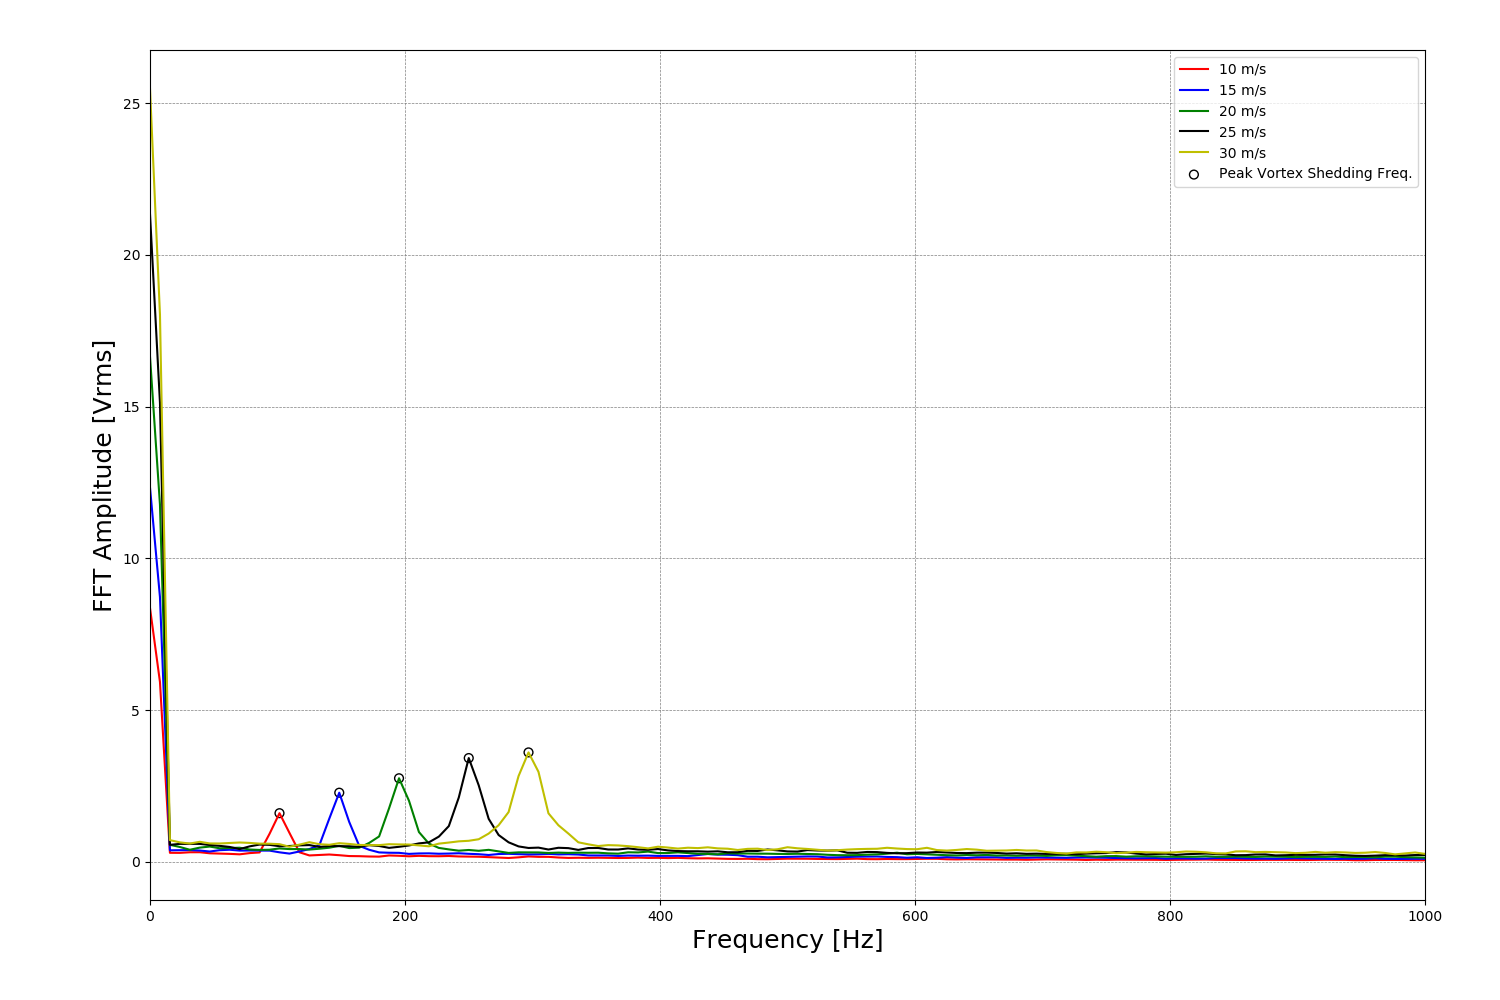 10 m/s
15 m/s
20 m/s
25 m/s
30 m/s
Peak Vortex Shedding Freq.
FFT Amplitude [Vrms]
25
20
15
10
5
0
0 200 400 600 800 1000
Frequency [Hz]